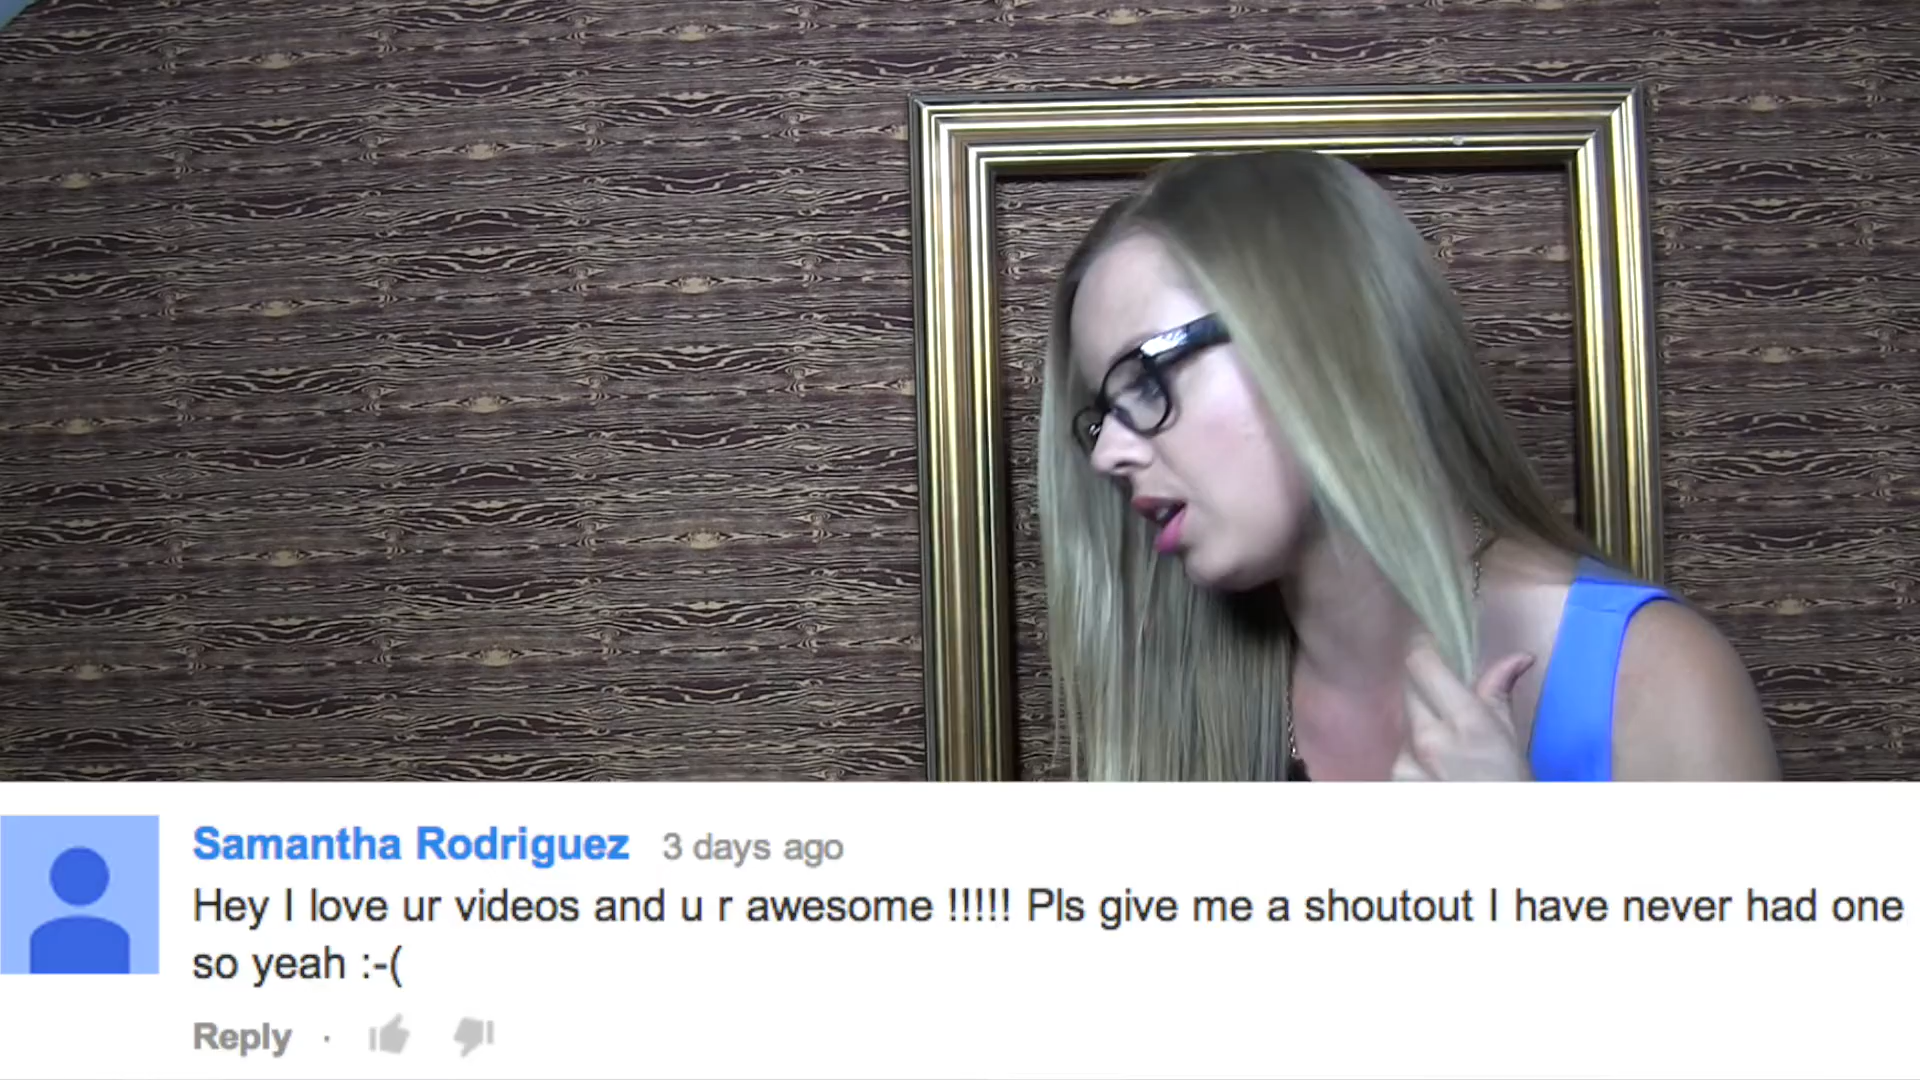 Samantha Rodriguez 3 days ago
Hey I love ur videos and u r awesome !!!!! Pls give me a shoutout I have never had one
so yeah :-(
Reply ·